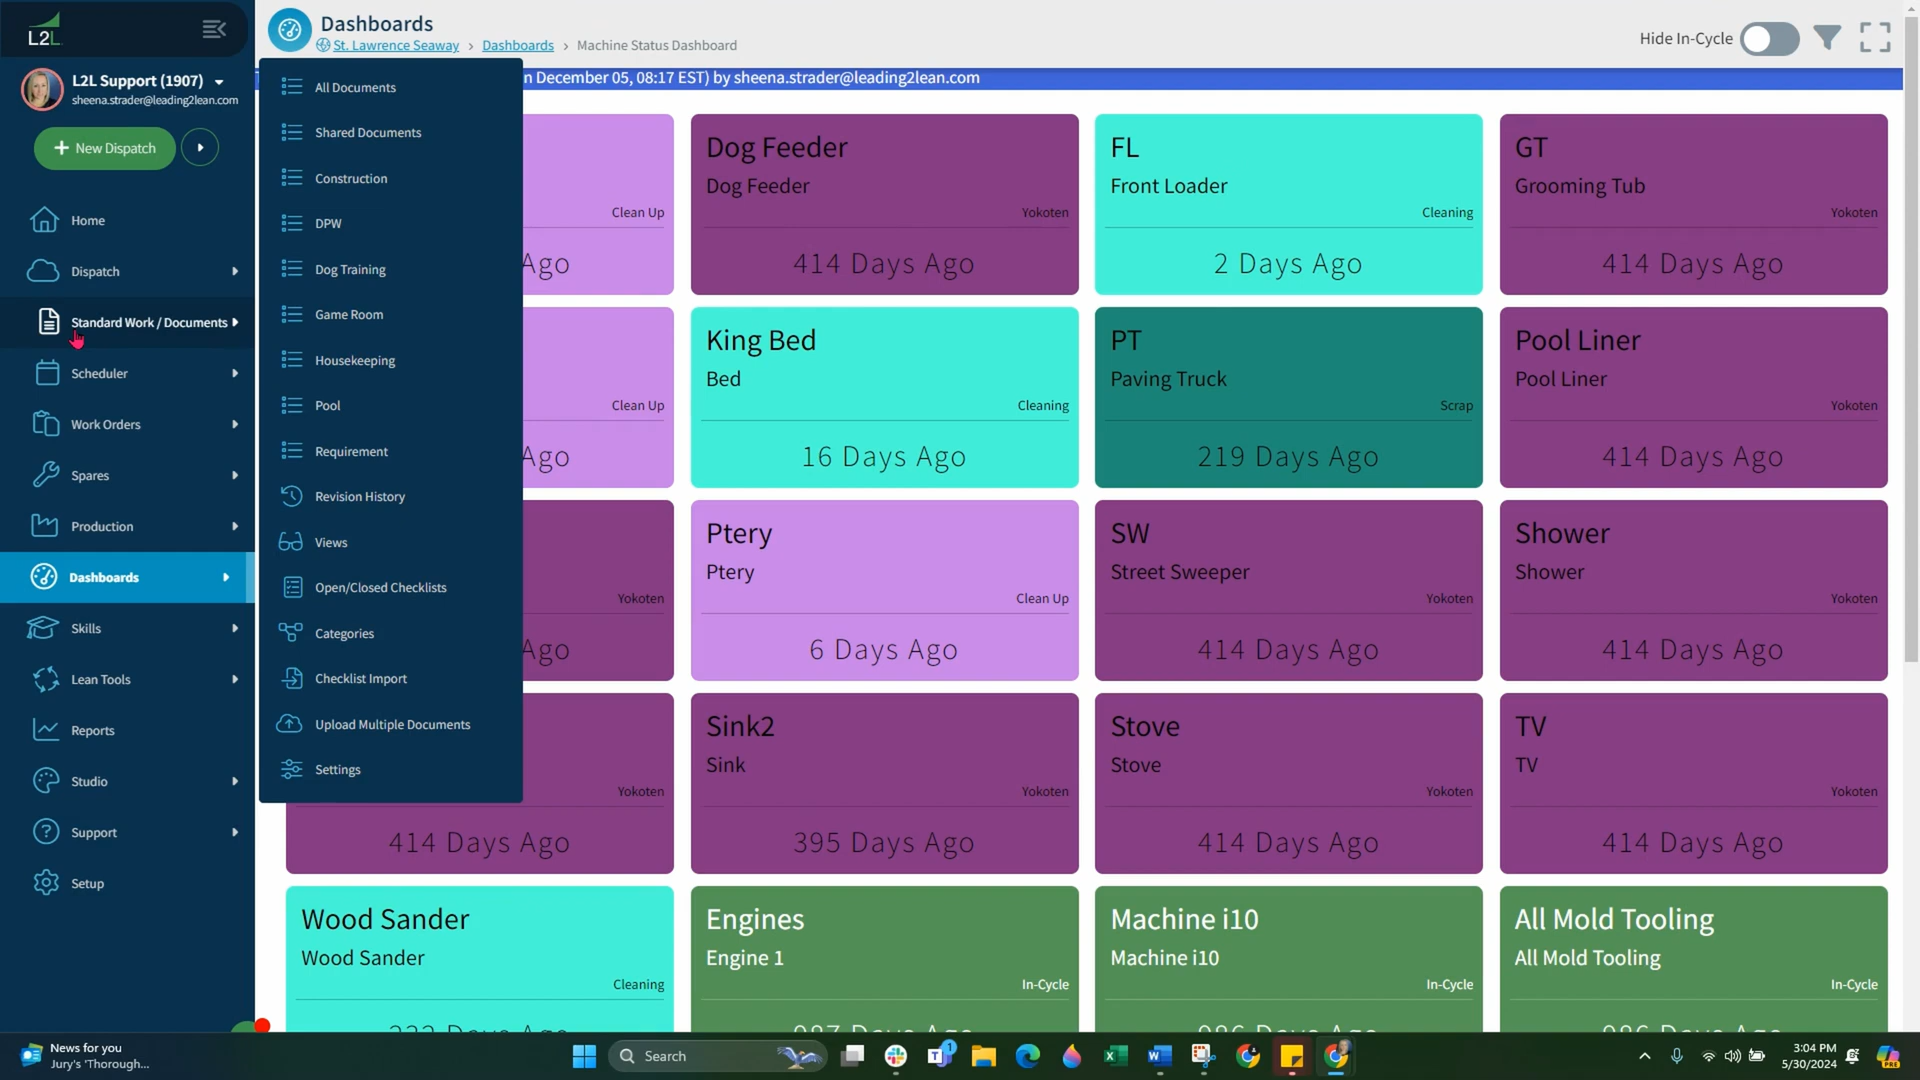 L2L
L2L Support (1907)
sheena.strader@leading2lean.com
+ New Dispatch
Home
Dispatch
Standard Work / Documents
Scheduler
Work Orders
Spares
Production
Dashboards
Skills
Lean Tools
Reports
Studio
Support
Setup
Dashboards
St. Lawrence Seaway › Dashboards › Machine Status Dashboard
Hide In-Cycle
n December 05, 08:17 EST) by sheena.strader@leading2lean.com
All Documents
Shared Documents
Construction
DPW
Dog Training
Game Room
Housekeeping
Pool
Requirement
Revision History
Views
Open/Closed Checklists
Categories
Checklist Import
Upload Multiple Documents
Settings
Clean Up
Ago
Dog Feeder
Dog Feeder
Yokoten
414 Days Ago
FL
Front Loader
Cleaning
2 Days Ago
GT
Grooming Tub
Yokoten
414 Days Ago
Clean Up
Ago
King Bed
Bed
Cleaning
16 Days Ago
PT
Paving Truck
Scrap
219 Days Ago
Pool Liner
Pool Liner
Yokoten
414 Days Ago
Yokoten
Ago
Ptery
Ptery
Clean Up
6 Days Ago
SW
Street Sweeper
Yokoten
414 Days Ago
Shower
Shower
Yokoten
414 Days Ago
Yokoten
414 Days Ago
Sink2
Sink
Yokoten
395 Days Ago
Stove
Stove
Yokoten
414 Days Ago
TV
TV
Yokoten
414 Days Ago
Wood Sander
Wood Sander
Cleaning
Days Ago
Engines
Engine 1
In-Cycle
Days Ago
Machine i10
Machine i10
In-Cycle
Days Ago
All Mold Tooling
All Mold Tooling
In-Cycle
Days Ago
News for you
Jury's 'Thorough...
Search
1
3:04 PM
5/30/2024